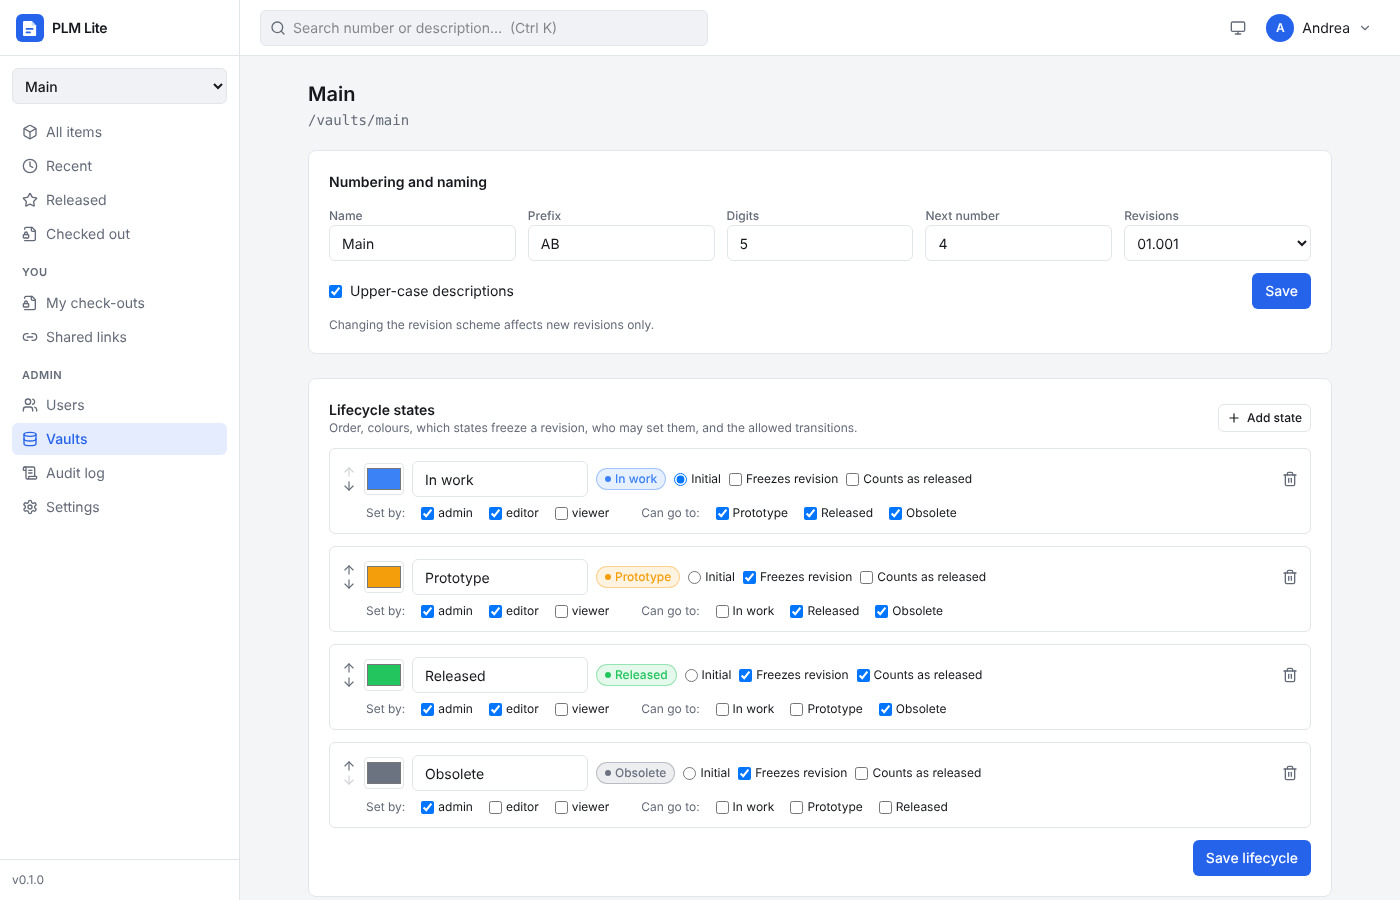 PLM Lite
Search number or description... (Ctrl K)
A
Andrea
Main
All items
Recent
Released
Checked out
YOU
My check-outs
Shared links
ADMIN
Users
Vaults
Audit log
Settings
v0.1.0
Main
/vaults/main
Numbering and naming
Name Prefix Digits Next number Revisions
Main AB 5 4 01.001
Upper-case descriptions Save
Changing the revision scheme affects new revisions only.
Lifecycle states
Order, colours, which states freeze a revision, who may set them, and the allowed transitions.
Add state
In work In work Initial Freezes revision Counts as released
Set by: admin editor viewer Can go to: Prototype Released Obsolete
Prototype Prototype Initial Freezes revision Counts as released
Set by: admin editor viewer Can go to: In work Released Obsolete
Released Released Initial Freezes revision Counts as released
Set by: admin editor viewer Can go to: In work Prototype Obsolete
Obsolete Obsolete Initial Freezes revision Counts as released
Set by: admin editor viewer Can go to: In work Prototype Released
Save lifecycle